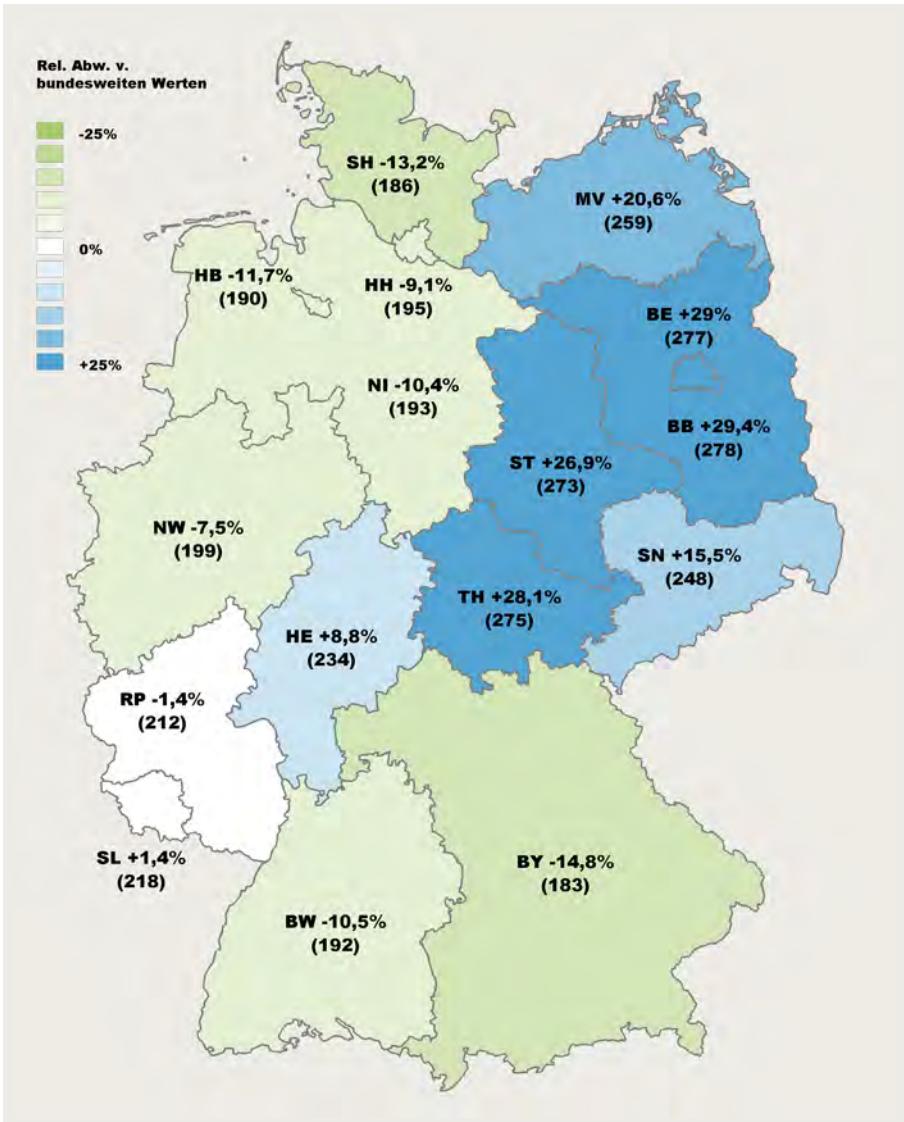 Rel. Abw. v.
bundesweiten Werten
-25%
0%
+25%
SH -13,2%
(186)
MV +20,6%
(259)
HB -11,7%
(190)
HH -9,1%
(195)
BE +29%
(277)
NI -10,4%
(193)
BB +29,4%
(278)
ST +26,9%
(273)
NW -7,5%
(199)
SN +15,5%
(248)
TH +28,1%
(275)
HE +8,8%
(234)
RP -1,4%
(212)
SL +1,4%
(218)
BY -14,8%
(183)
BW -10,5%
(192)